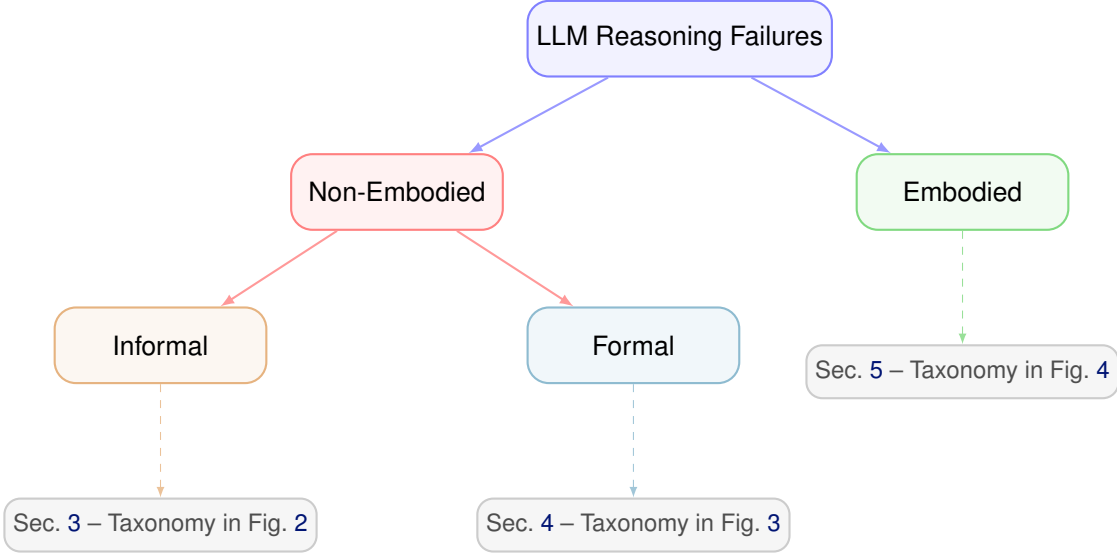 LLM Reasoning Failures
Non-Embodied
Embodied
Informal
Formal
Sec. 5 – Taxonomy in Fig. 4
Sec. 3 – Taxonomy in Fig. 2
Sec. 4 – Taxonomy in Fig. 3